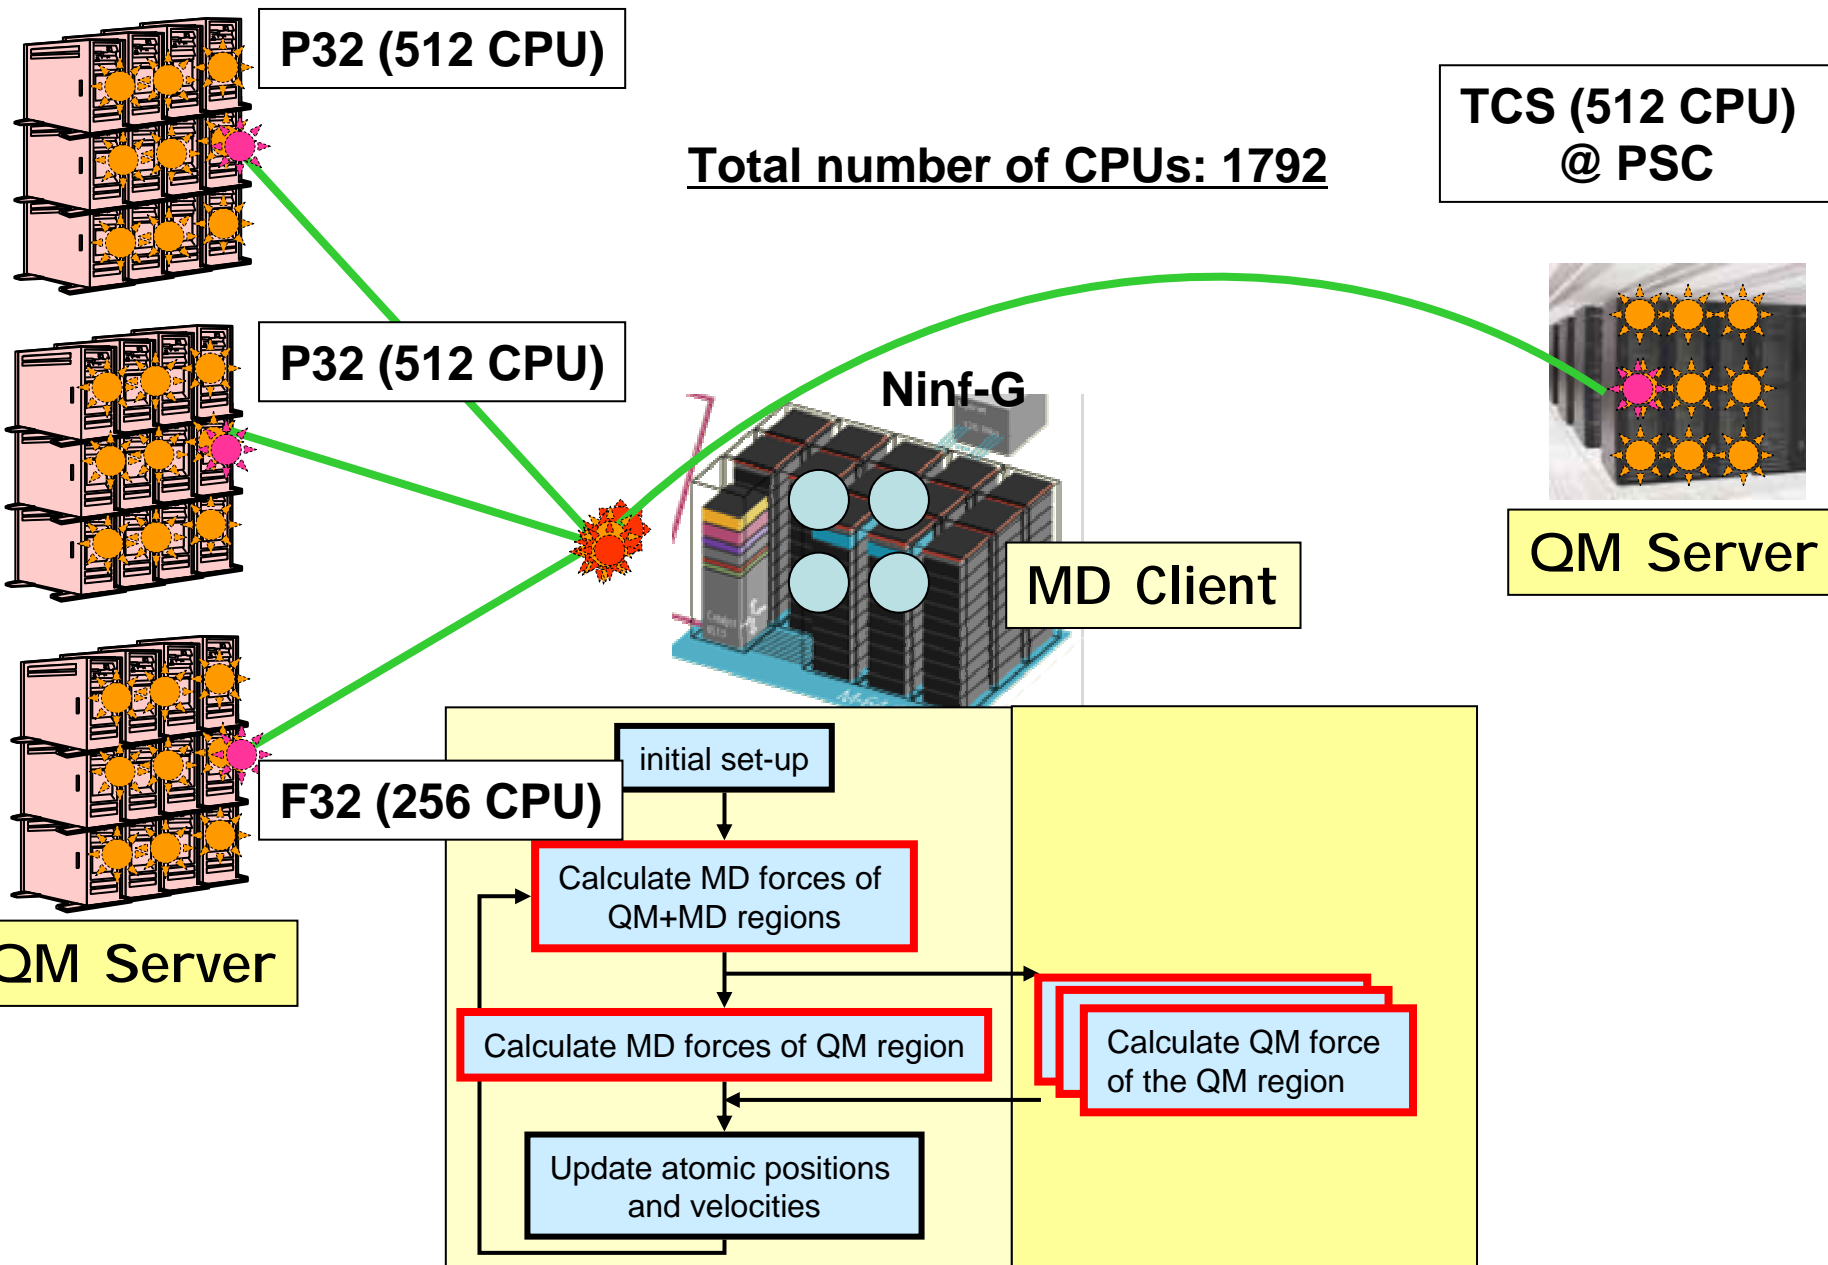 P32 (512 CPU)
TCS (512 CPU)
@ PSC
Total number of CPUs: 1792
P32 (512 CPU)
Ninf-G
QM Server
MD Client
initial set-up
F32 (256 CPU)
Calculate MD forces of
QM+MD regions
QM Server
Calculate MD forces of QM region
Calculate QM force
of the QM region
Update atomic positions
and velocities